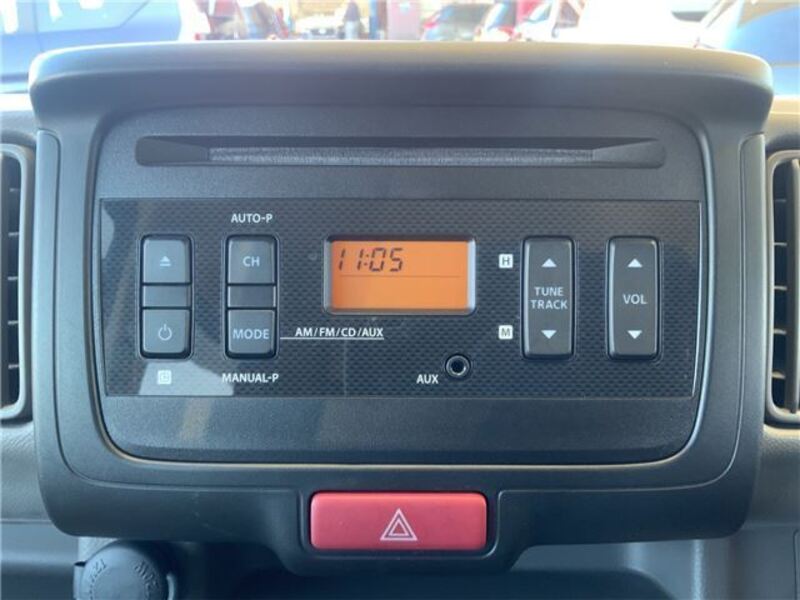 AUTO-P
CH
11:05
H
TUNE
TRACK
VOL
MODE
AM/FM/CD/AUX
M
MANUAL-P
AUX